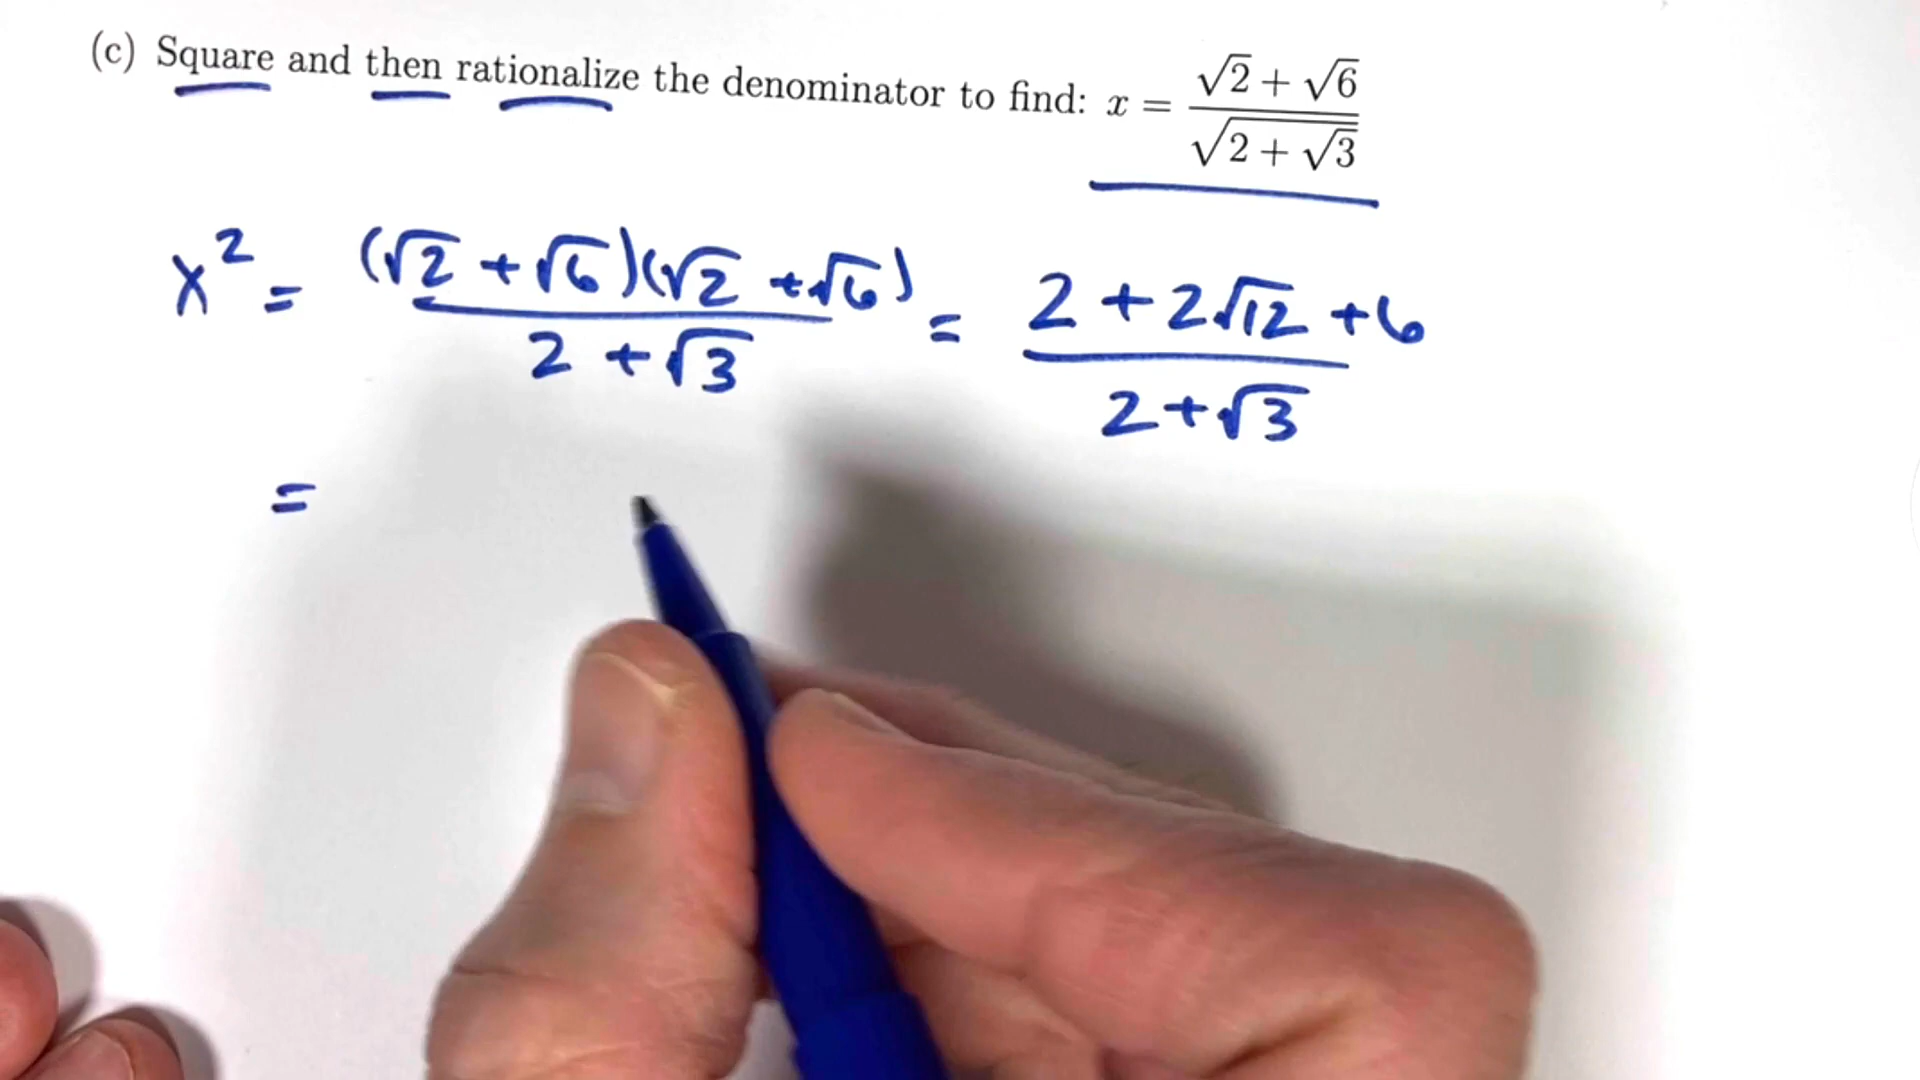 (c) Square and then rationalize the denominator to find: x = (√2 + √6)/(√(2 + √3))
x² = ((√2 + √6)(√2 + √6))/(2 + √3) = (2 + 2√12 + 6)/(2 + √3)
=